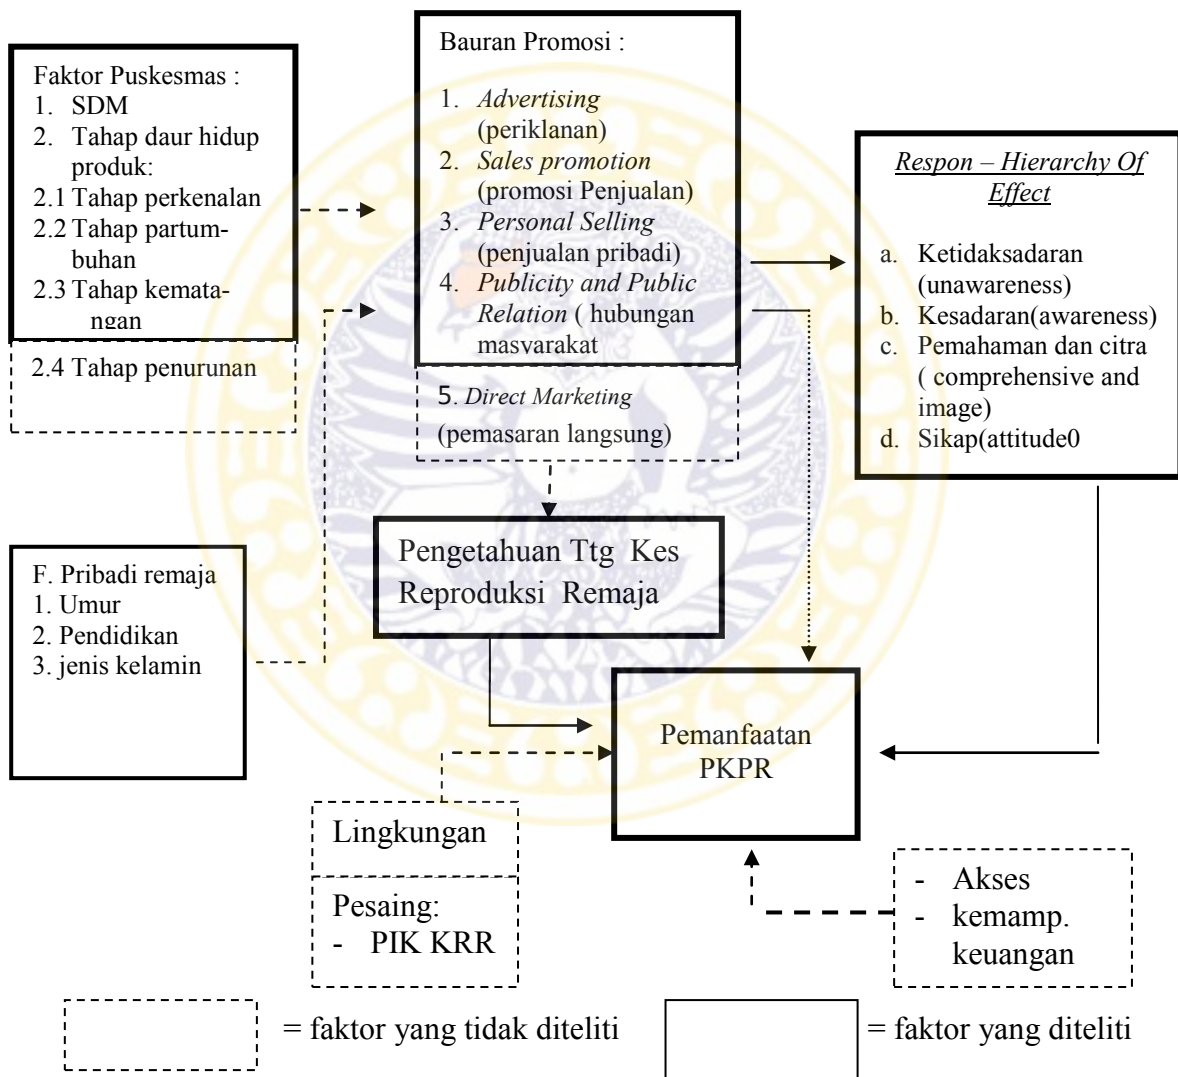 Faktor Puskesmas :
1. SDM
2. Tahap daur hidup
produk:
2.1 Tahap perkenalan
2.2 Tahap partum-
buhan
2.3 Tahap kemata-
ngan
2.4 Tahap penurunan
F. Pribadi remaja
1. Umur
2. Pendidikan
3. jenis kelamin
Bauran Promosi :
1. Advertising
(periklanan)
2. Sales promotion
(promosi Penjualan)
3. Personal Selling
(penjualan pribadi)
4. Publicity and Public
Relation ( hubungan
masyarakat
5. Direct Marketing
(pemasaran langsung)
Pengetahuan Ttg Kes
Reproduksi Remaja
Respon – Hierarchy Of
Effect
a. Ketidaksadaran
(unawareness)
b. Kesadaran(awareness)
c. Pemahaman dan citra
( comprehensive and
image)
d. Sikap(attitude0
Pemanfaatan
PKPR
Lingkungan
Pesaing:
- PIK KRR
- Akses
- kemamp.
keuangan
= faktor yang tidak diteliti
= faktor yang diteliti